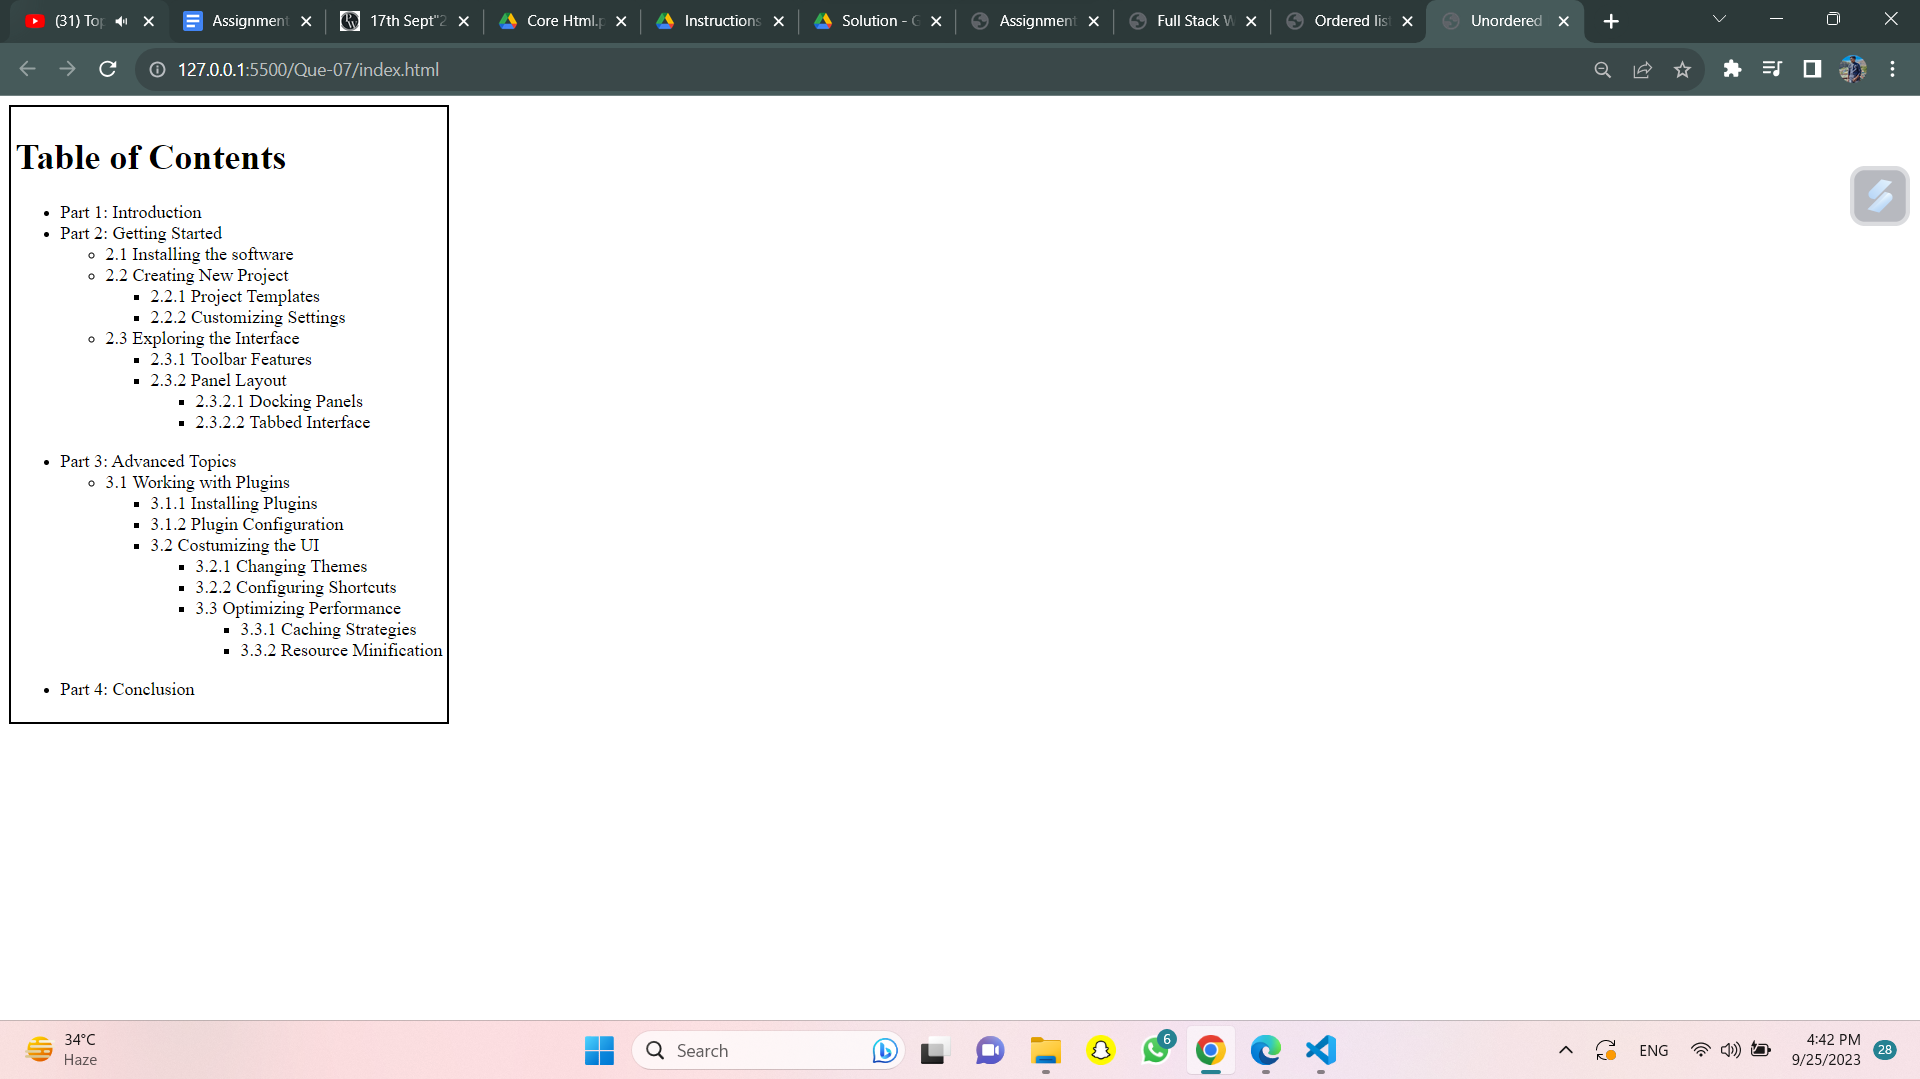 (31) Top
Assignment
17th Sept"2
Core Html.p
Instructions
Solution - G
Assignment
Full Stack W
Ordered list
Unordered
127.0.0.1:5500/Que-07/index.html
Table of Contents
Part 1: Introduction
Part 2: Getting Started
2.1 Installing the software
2.2 Creating New Project
2.2.1 Project Templates
2.2.2 Customizing Settings
2.3 Exploring the Interface
2.3.1 Toolbar Features
2.3.2 Panel Layout
2.3.2.1 Docking Panels
2.3.2.2 Tabbed Interface
Part 3: Advanced Topics
3.1 Working with Plugins
3.1.1 Installing Plugins
3.1.2 Plugin Configuration
3.2 Costumizing the UI
3.2.1 Changing Themes
3.2.2 Configuring Shortcuts
3.3 Optimizing Performance
3.3.1 Caching Strategies
3.3.2 Resource Minification
Part 4: Conclusion
34°C
Haze
Search
6
ENG
4:42 PM
9/25/2023
28